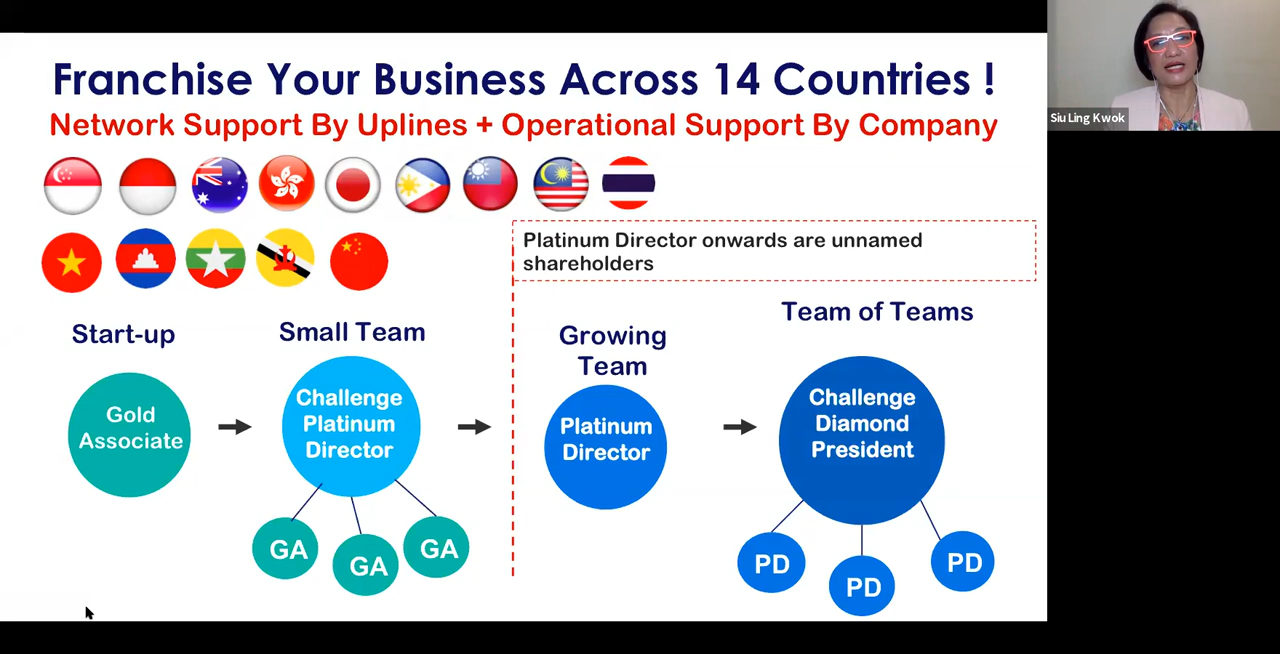 Franchise Your Business Across 14 Countries !
Network Support By Uplines + Operational Support By Company
Siu Ling Kwok
Platinum Director onwards are unnamed
shareholders
Start-up
Small Team
Growing
Team
Team of Teams
Gold
Associate
Challenge
Platinum
Director
Platinum
Director
Challenge
Diamond
President
GA
GA
GA
PD
PD
PD